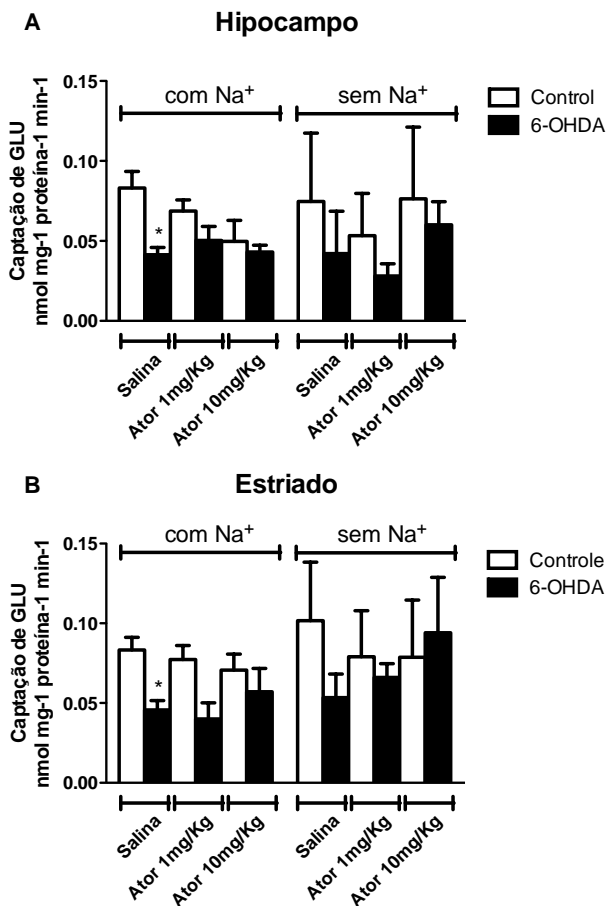 A
Hipocampo
com Na+
sem Na+
Control
6-OHDA
Captação de GLU
nmol mg-1 proteína-1 min-1
0.15
0.10
0.05
0.00
*
Salina
Ator 1mg/Kg
Ator 10mg/Kg
Salina
Ator 1mg/Kg
Ator 10mg/Kg
B
Estriado
com Na+
sem Na+
Controle
6-OHDA
Captação de GLU
nmol mg-1 proteína-1 min-1
0.15
0.10
0.05
0.00
*
Salina
Ator 1mg/Kg
Ator 10mg/Kg
Salina
Ator 1mg/Kg
Ator 10mg/Kg